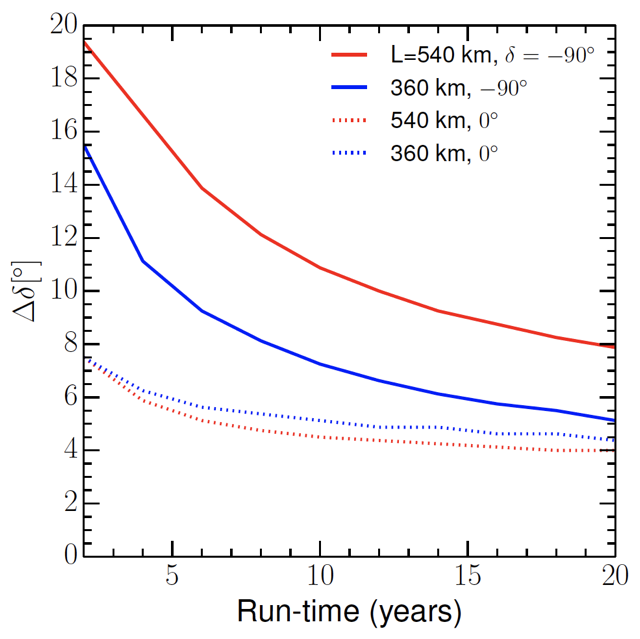 20
18
16
14
12
10
8
6
4
2
0
Δδ[°]
L=540 km, δ = −90°
360 km, −90°
540 km, 0°
360 km, 0°
5
10
15
20
Run-time (years)